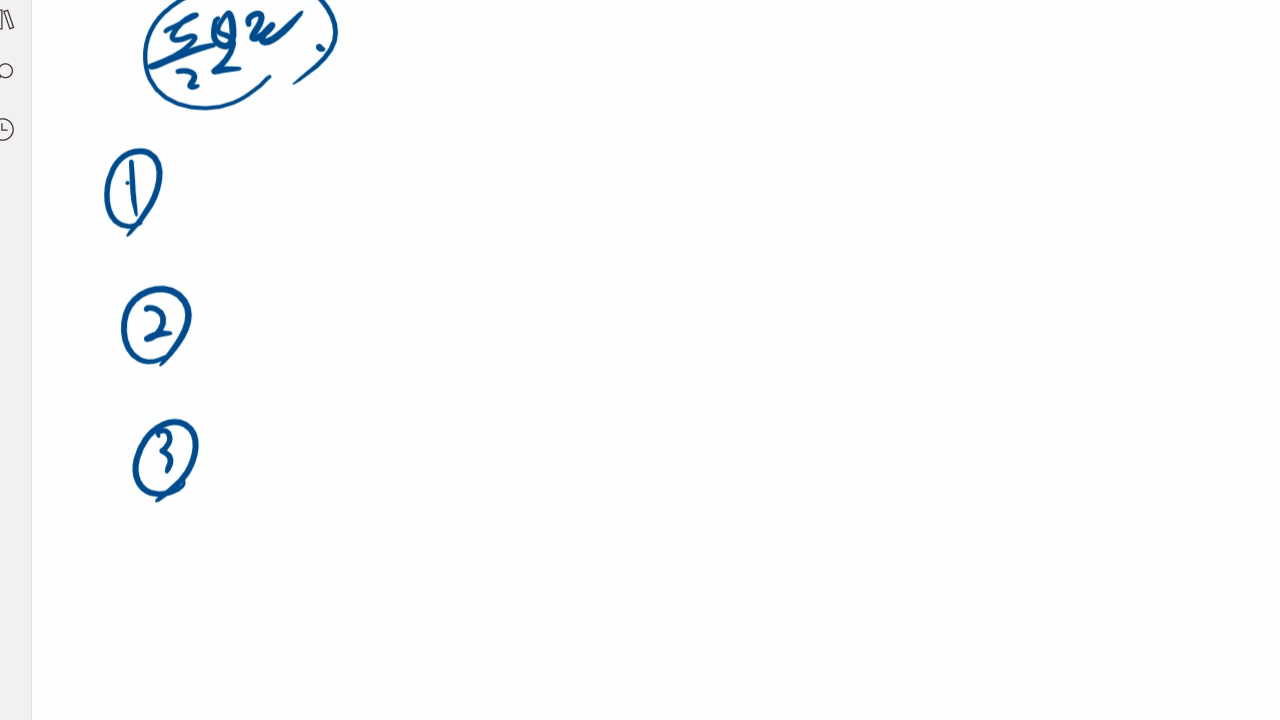 ①
②
③